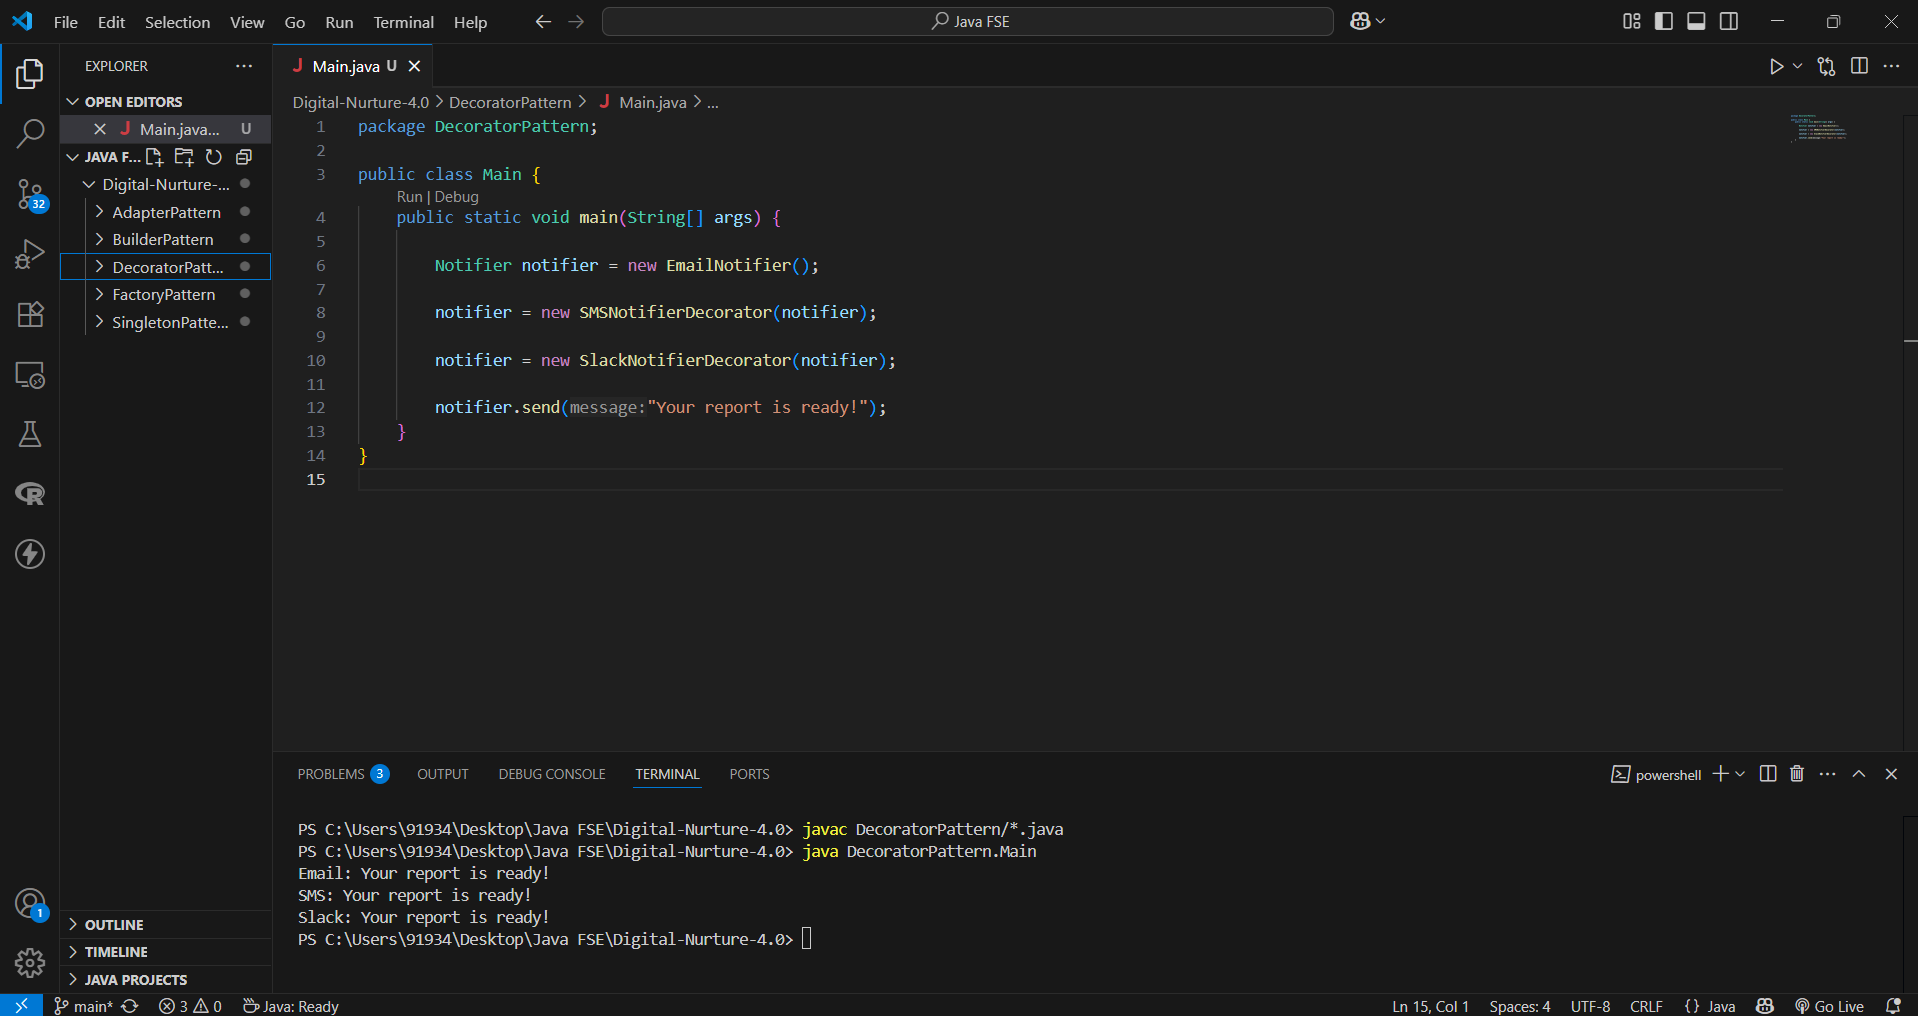 File Edit Selection View Go Run Terminal Help
Java FSE
EXPLORER
OPEN EDITORS
Main.java... U
JAVA F...
Digital-Nurture-...
AdapterPattern
BuilderPattern
DecoratorPatt...
FactoryPattern
SingletonPatte...
OUTLINE
TIMELINE
JAVA PROJECTS
32
1
Main.java U
Digital-Nurture-4.0 > DecoratorPattern > J Main.java > ...
1 package DecoratorPattern;
2
3 public class Main {
Run | Debug
4 public static void main(String[] args) {
5
6 Notifier notifier = new EmailNotifier();
7
8 notifier = new SMSNotifierDecorator(notifier);
9
10 notifier = new SlackNotifierDecorator(notifier);
11
12 notifier.send(message:"Your report is ready!");
13 }
14 }
15
PROBLEMS 3 OUTPUT DEBUG CONSOLE TERMINAL PORTS
powershell
PS C:\Users\91934\Desktop\Java FSE\Digital-Nurture-4.0> javac DecoratorPattern/*.java
PS C:\Users\91934\Desktop\Java FSE\Digital-Nurture-4.0> java DecoratorPattern.Main
Email: Your report is ready!
SMS: Your report is ready!
Slack: Your report is ready!
PS C:\Users\91934\Desktop\Java FSE\Digital-Nurture-4.0>
main* 3 0 Java: Ready
Ln 15, Col 1 Spaces: 4 UTF-8 CRLF {} Java Go Live